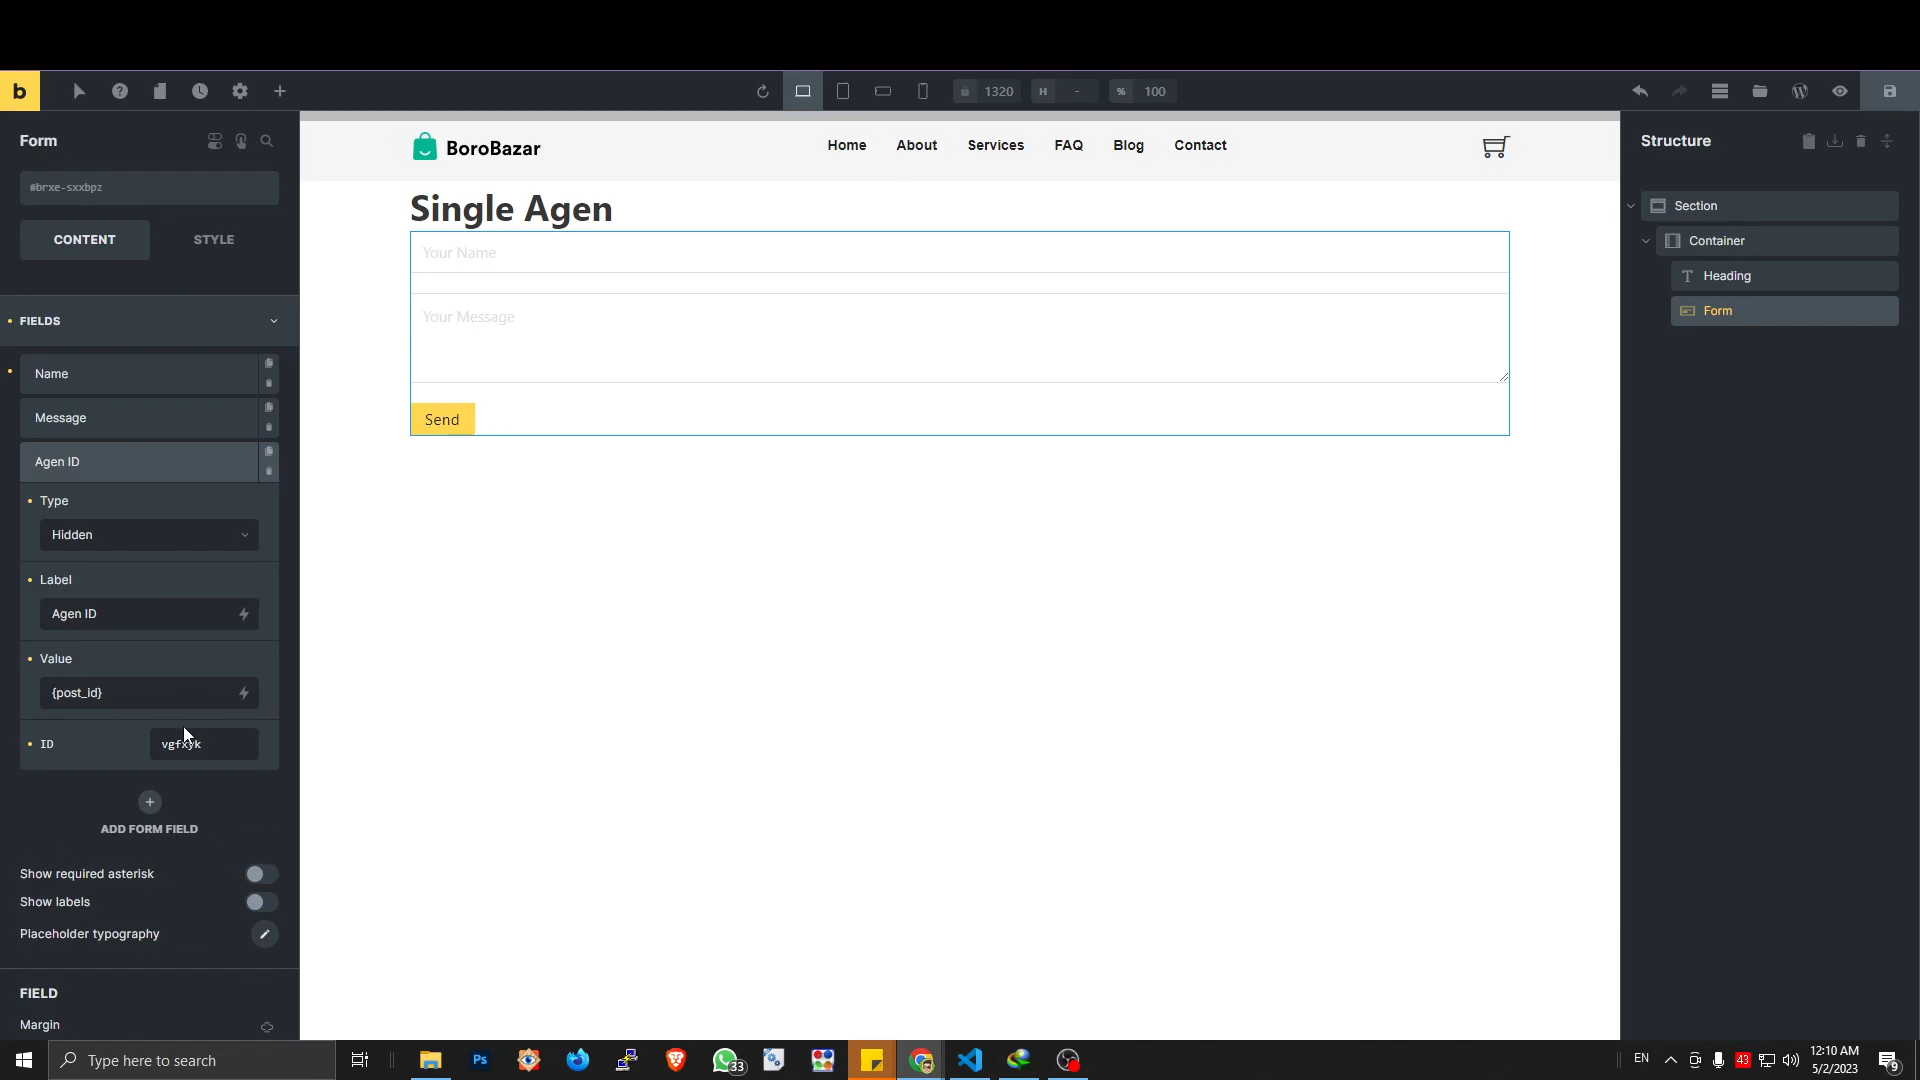 b
H
-
%
1320
100
Form
#brxe-sxxbpz
CONTENT
STYLE
FIELDS
Name
Message
Agen ID
Type
Hidden
Label
Agen ID
Value
{post_id}
ID
vgfxyk
ADD FORM FIELD
Show required asterisk
Show labels
Placeholder typography
FIELD
Margin
BoroBazar
Home
About
Services
FAQ
Blog
Contact
Single Agen
Your Name
Your Message
Send
Structure
Section
Container
Heading
Form
Type here to search
Ps
33
EN
43
12:10 AM
5/2/2023
9